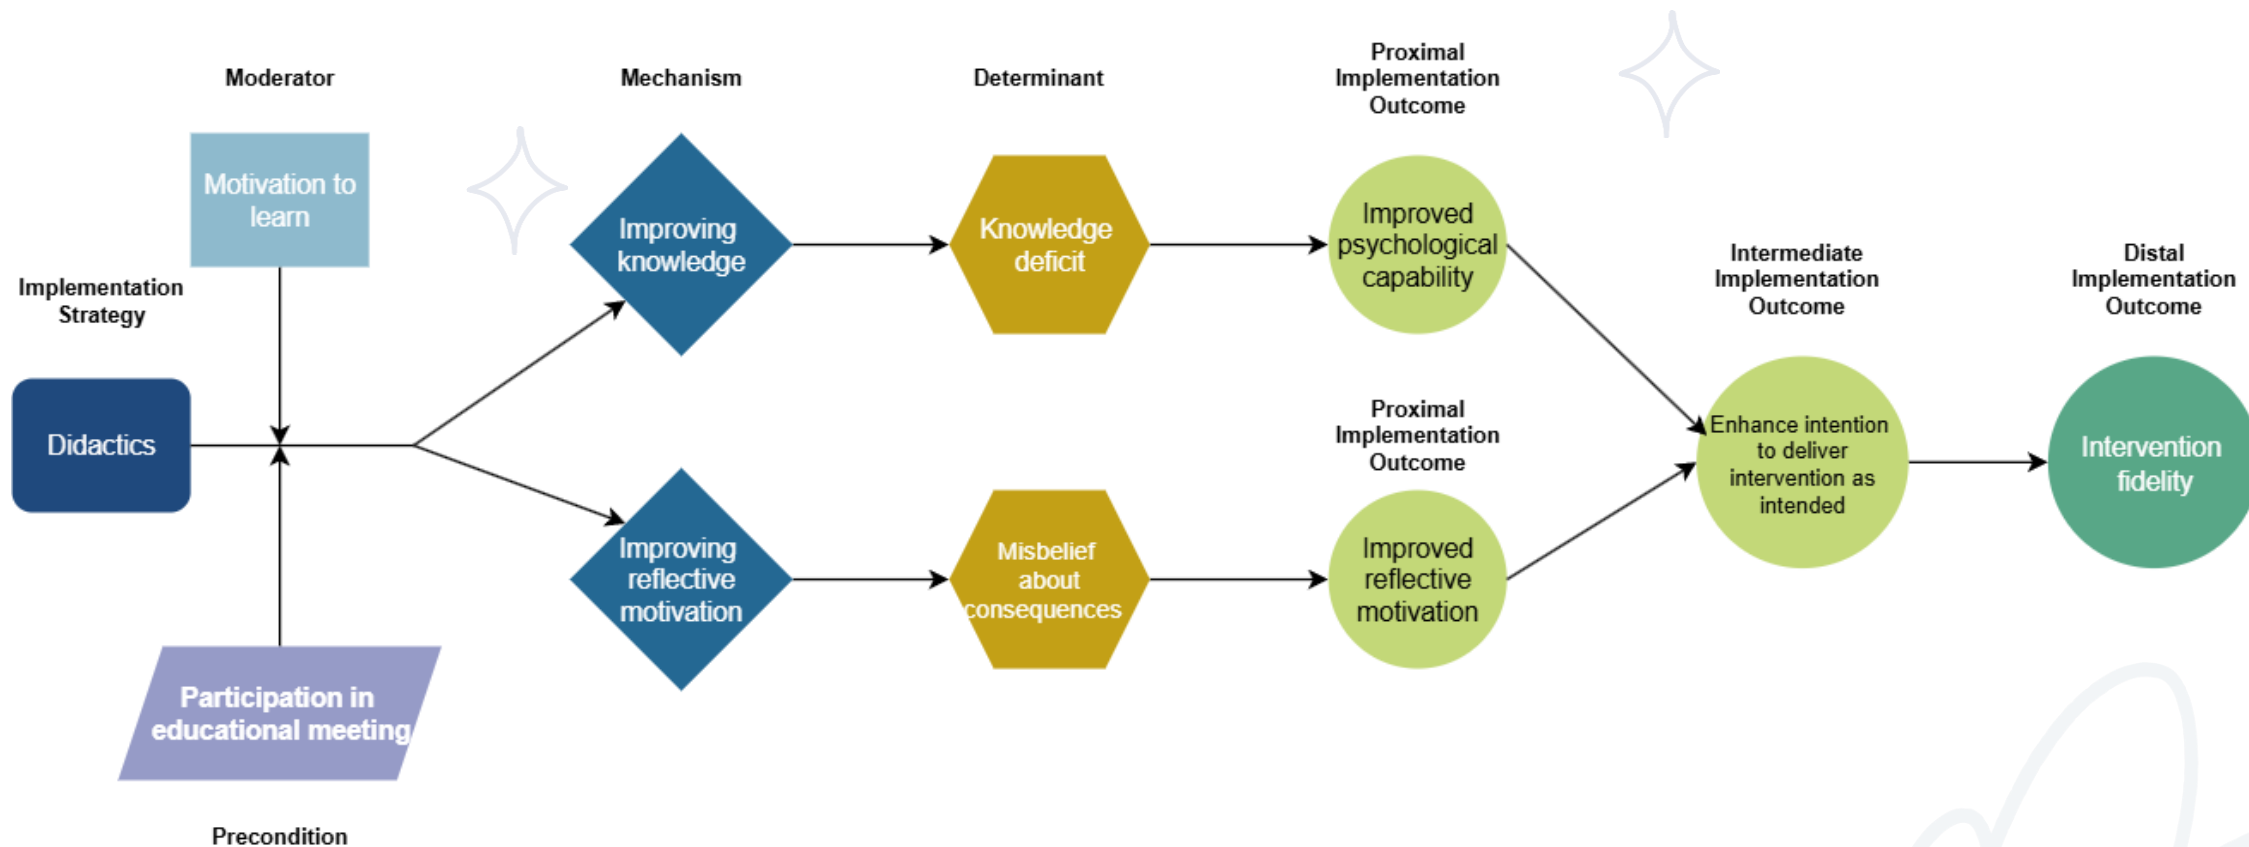 Moderator
Mechanism
Determinant
Proximal
Implementation
Outcome
Motivation to
learn
Improving
knowledge
Knowledge
deficit
Improved
psychological
capability
Implementation
Strategy
Intermediate
Implementation
Outcome
Distal
Implementation
Outcome
Didactics
Proximal
Implementation
Outcome
Enhance intention
to deliver
intervention as
intended
Intervention
fidelity
Improving
reflective
motivation
Misbelief
about
consequences
Improved
reflective
motivation
Participation in
educational meeting
Precondition